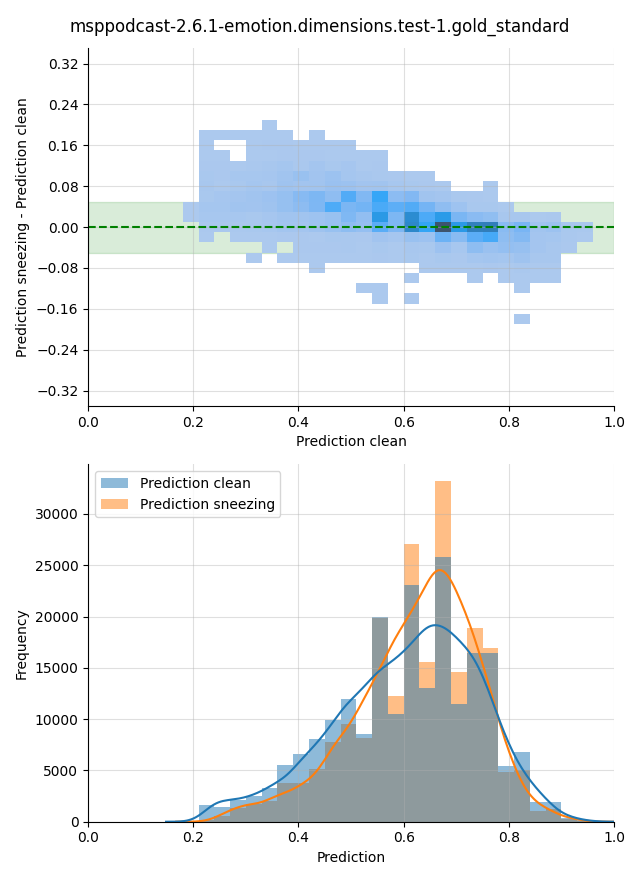 msppodcast-2.6.1-emotion.dimensions.test-1.gold_standard
0.32
0.24
0.16
0.08
0.00
−0.08
−0.16
−0.24
−0.32
Prediction sneezing - Prediction clean
0.0 0.2 0.4 0.6 0.8 1.0
Prediction clean
Prediction clean
Prediction sneezing
30000
25000
20000
15000
10000
5000
0
Frequency
0.0 0.2 0.4 0.6 0.8 1.0
Prediction